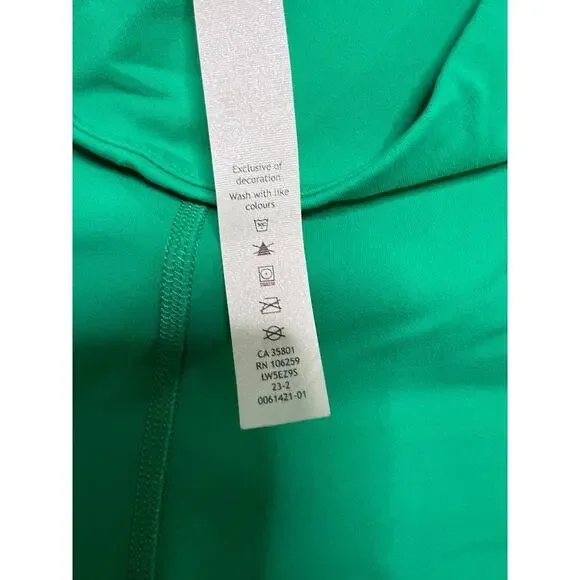 Exclusive of
decoration
Wash with like
colours
CA 35801
RN 106259
LW5EZ9S
23-2
0061421-01